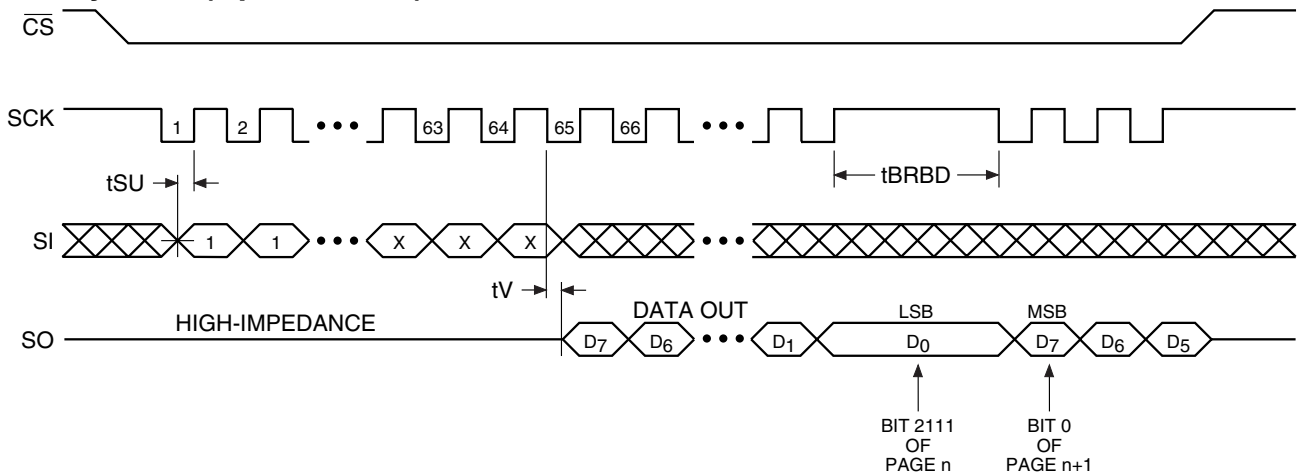 CS
SCK
1 2 ••• 63 64 65 66 •••
tSU tBRBD
SI 1 1 ••• X X X •••
tV
HIGH-IMPEDANCE DATA OUT LSB MSB
SO D7 D6 ••• D1 D0 D7 D6 D5
BIT 2111
OF
PAGE n
BIT 0
OF
PAGE n+1